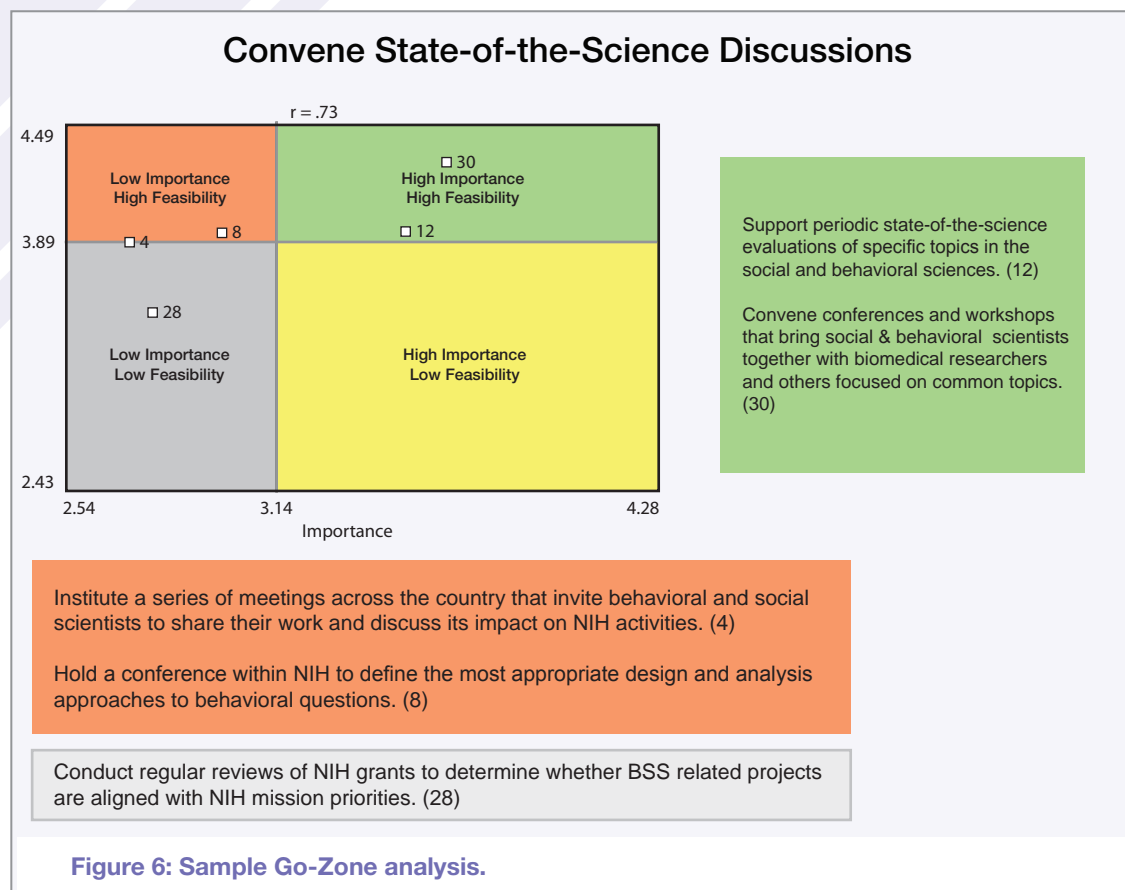 Convene State-of-the-Science Discussions
r = .73
4.49
Low Importance
High Feasibility
30
High Importance
High Feasibility
8
12
3.89
4
28
Low Importance
Low Feasibility
High Importance
Low Feasibility
2.43
2.54
3.14
4.28
Importance
Support periodic state-of-the-science
evaluations of specific topics in the
social and behavioral sciences. (12)
Convene conferences and workshops
that bring social & behavioral scientists
together with biomedical researchers
and others focused on common topics.
(30)
Institute a series of meetings across the country that invite behavioral and social
scientists to share their work and discuss its impact on NIH activities. (4)
Hold a conference within NIH to define the most appropriate design and analysis
approaches to behavioral questions. (8)
Conduct regular reviews of NIH grants to determine whether BSS related projects
are aligned with NIH mission priorities. (28)
Figure 6: Sample Go-Zone analysis.